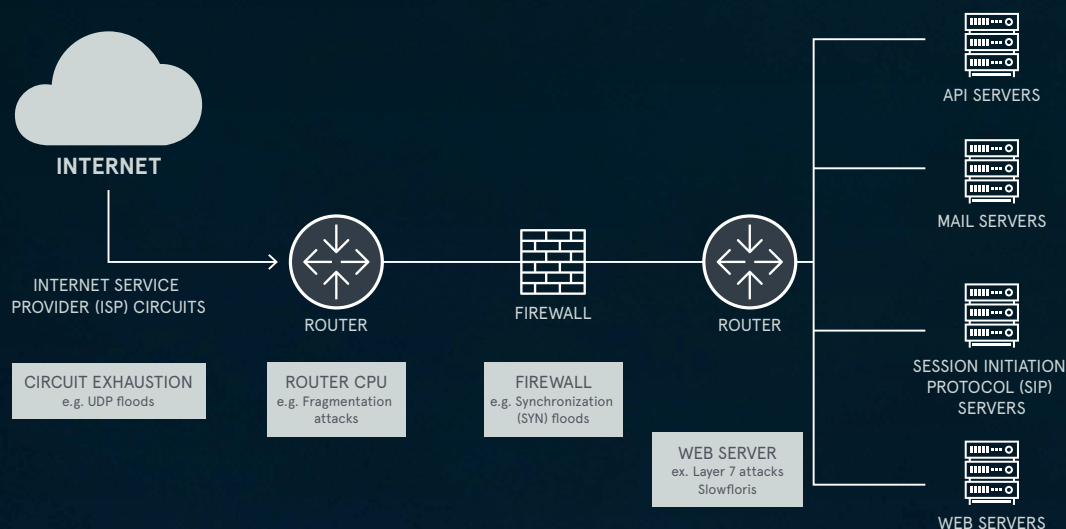 INTERNET
INTERNET SERVICE
PROVIDER (ISP) CIRCUITS
ROUTER
FIREWALL
ROUTER
API SERVERS
MAIL SERVERS
SESSION INITIATION
PROTOCOL (SIP)
SERVERS
WEB SERVERS
CIRCUIT EXHAUSTION
e.g. UDP floods
ROUTER CPU
e.g. Fragmentation
attacks
FIREWALL
e.g. Synchronization
(SYN) floods
WEB SERVER
ex. Layer 7 attacks
Slowfloris